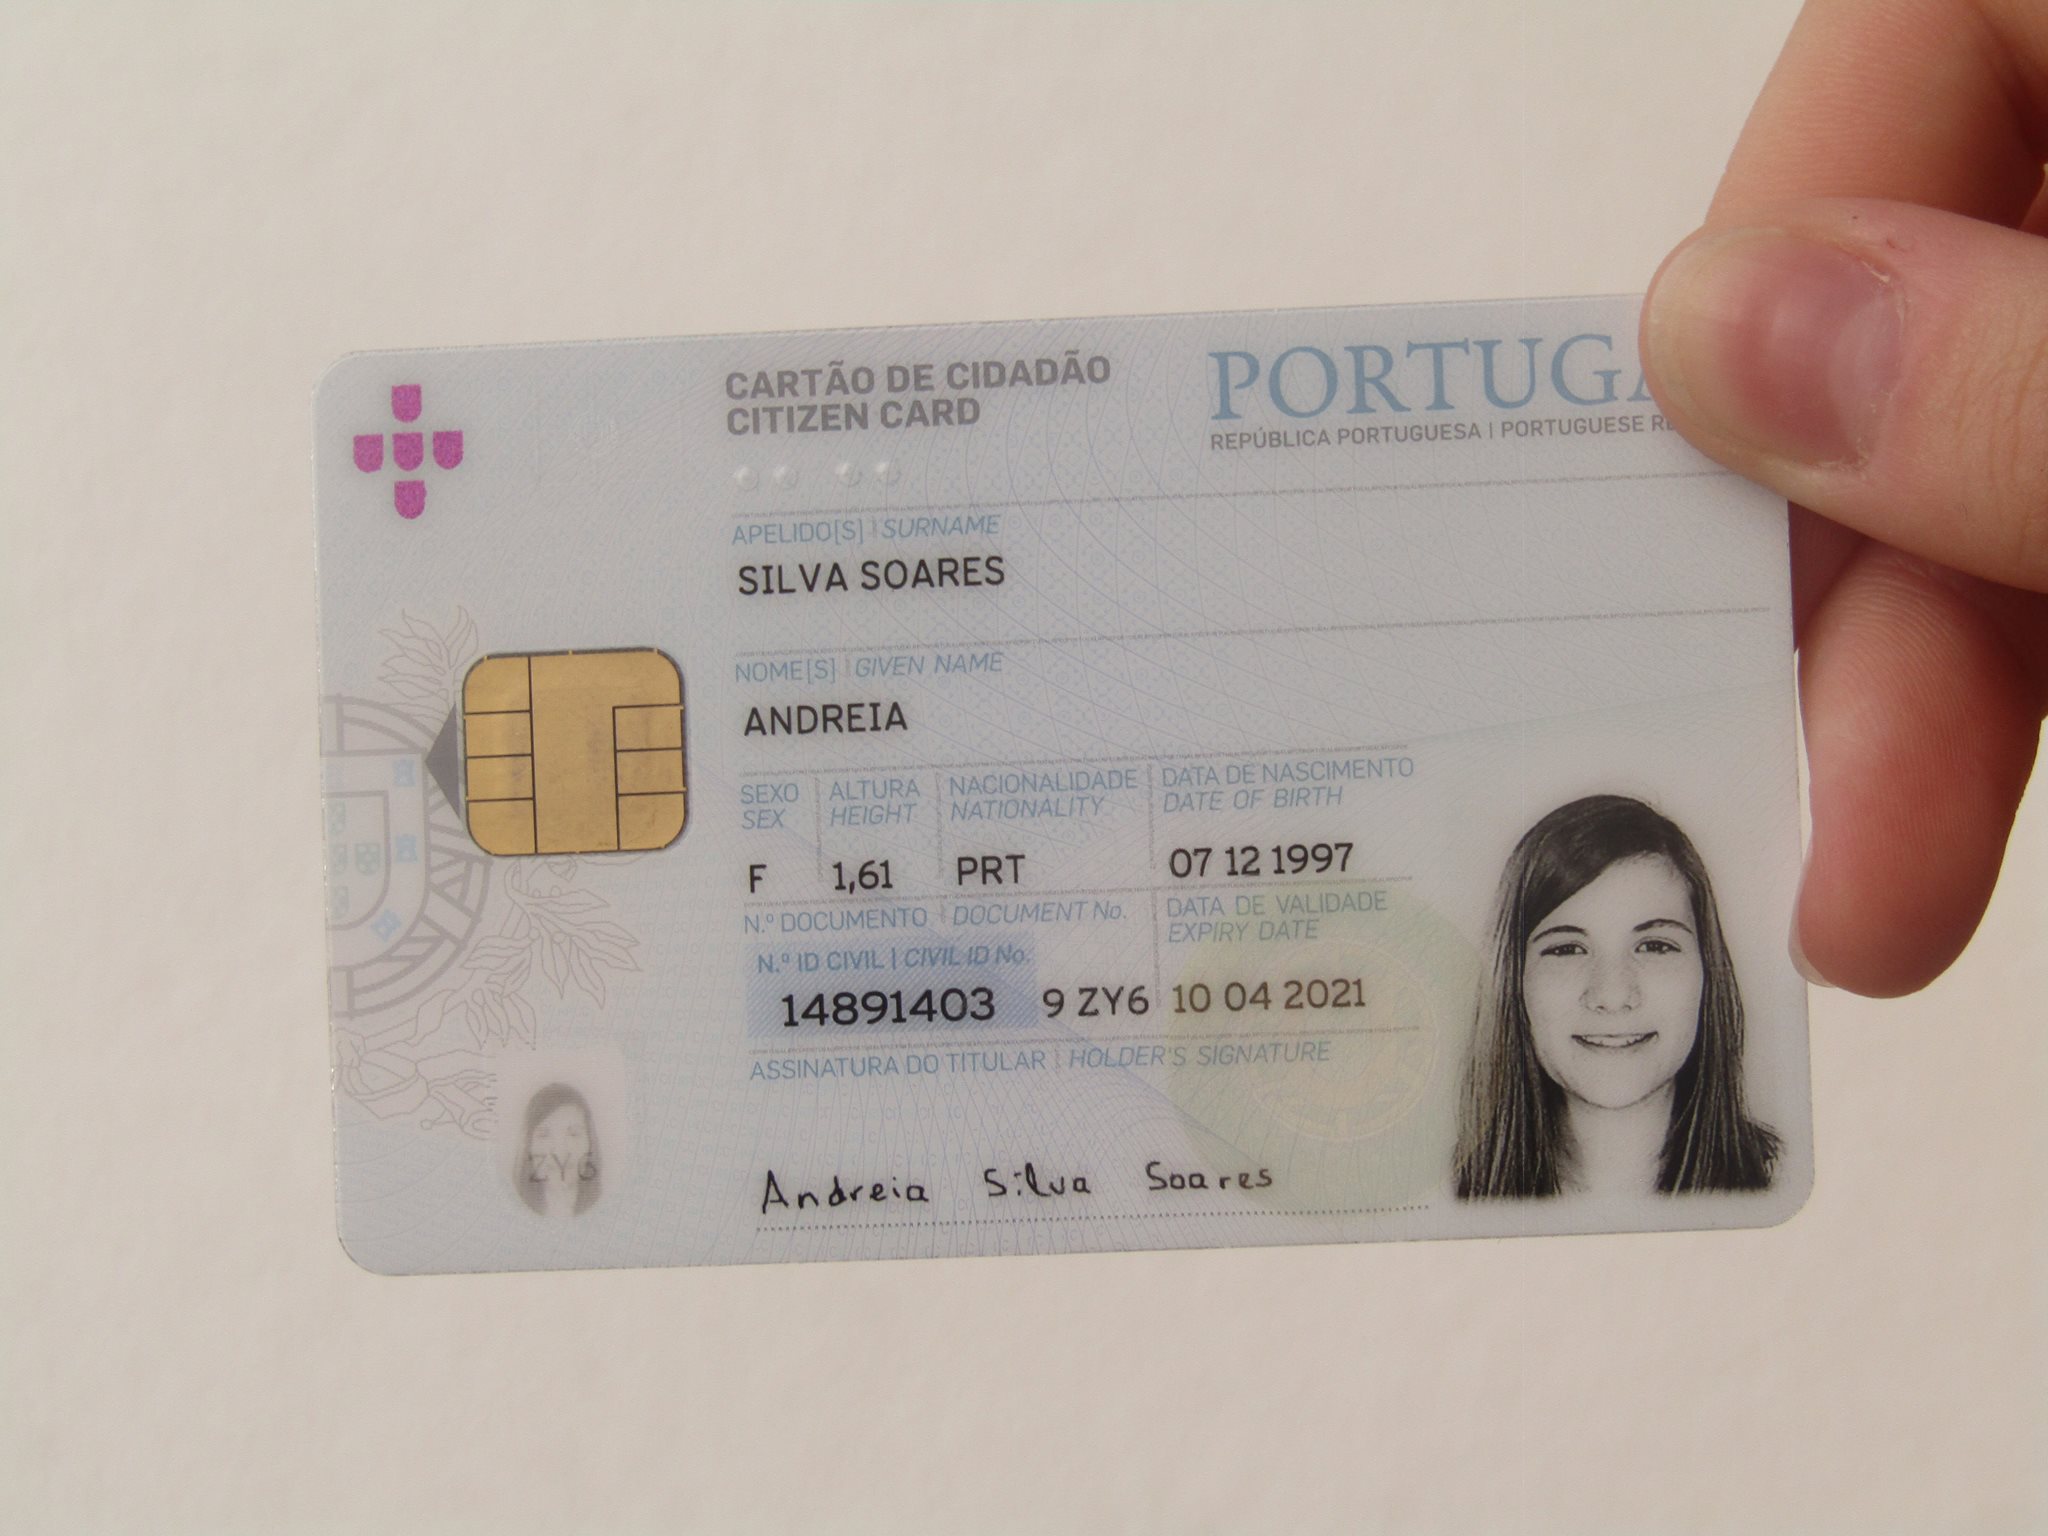 CARTÃO DE CIDADÃO
CITIZEN CARD
PORTUGA
REPÚBLICA PORTUGUESA | PORTUGUESE RE
APELIDO[S] | SURNAME
SILVA SOARES
NOME[S] | GIVEN NAME
ANDREIA
SEXO ALTURA NACIONALIDADE DATA DE NASCIMENTO
SEX HEIGHT NATIONALITY DATE OF BIRTH
F 1,61 PRT 07 12 1997
N.º DOCUMENTO | DOCUMENT No. DATA DE VALIDADE
EXPIRY DATE
N.º ID CIVIL | CIVIL ID No.
14891403 9 ZY6 10 04 2021
ASSINATURA DO TITULAR | HOLDER'S SIGNATURE
ZY6
Andreia Silva Soares